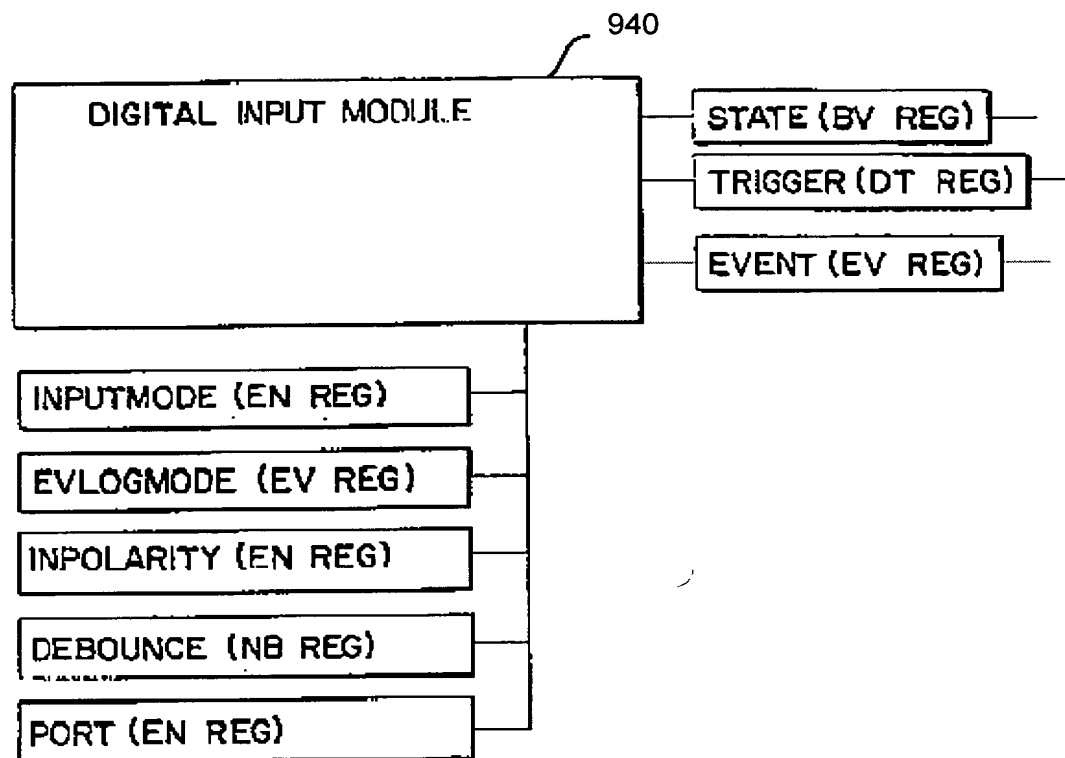 940
DIGITAL INPUT MODULE
STATE (BV REG)
TRIGGER (DT REG)
EVENT (EV REG)
INPUTMODE (EN REG)
EVLOGMODE (EV REG)
INPOLARITY (EN REG)
DEBOUNCE (NB REG)
PORT (EN REG)